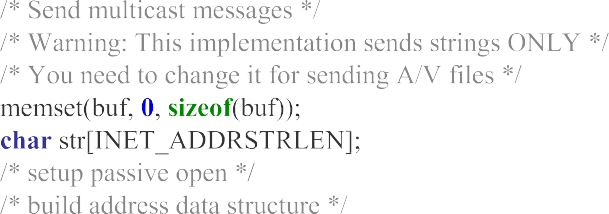 /* Send multicast messages */
/* Warning: This implementation sends strings ONLY */
/* You need to change it for sending A/V files */
memset(buf, 0, sizeof(buf));
char str[INET_ADDRSTRLEN];
/* setup passive open */
/* build address data structure */